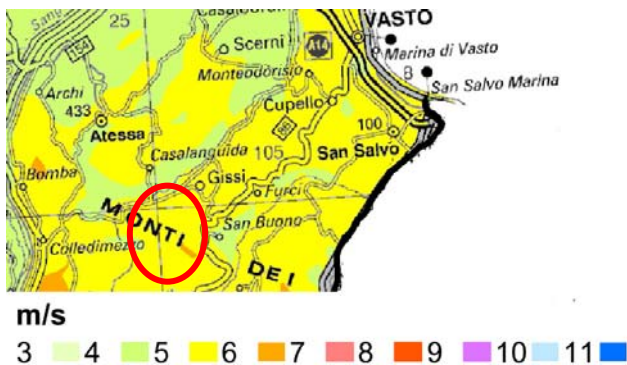 25
VASTO
Scerni
A14
Marina di Vasto
154
Monteodorisio
B
San Salvo Marina
Archi
433
Cupello
Atessa
100
Casalanguida
105
San Salvo
Bomba
Gissi
Furci
MONTI
San Buono
Colledimezzo
DEI
m/s
3 4 5 6 7 8 9 10 11